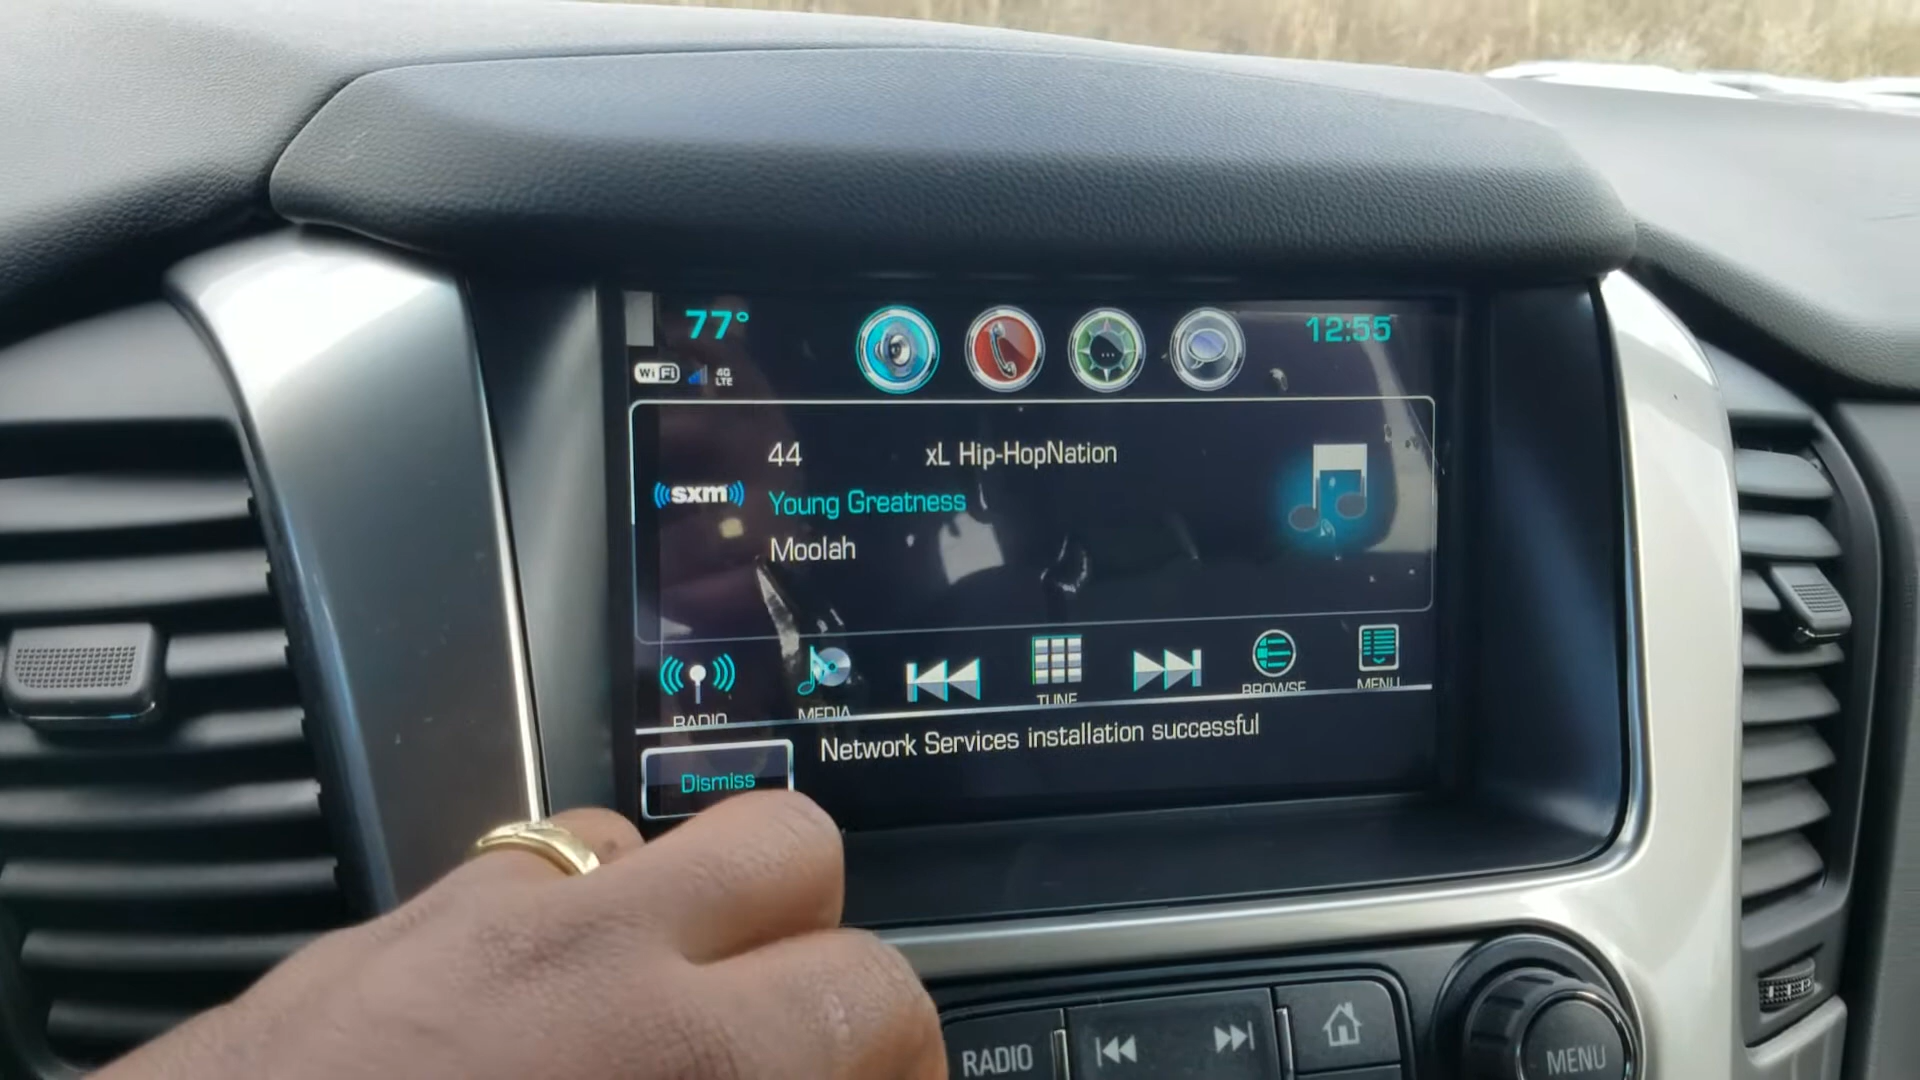 77°
12:55
WiFi
4G
LTE
44
xL Hip-HopNation
((sxm))
Young Greatness
Moolah
RADIO
MEDIA
TUNE
BROWSE
MENU
Network Services installation successful
Dismiss
RADIO
MENU